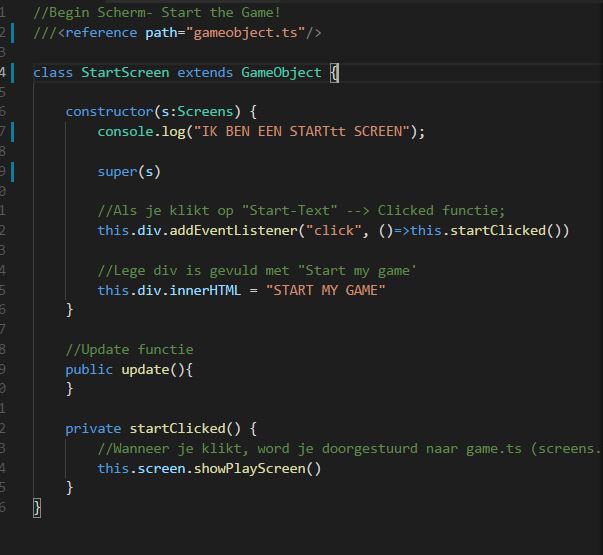 1 //Begin Scherm- Start the Game!
2 ///<reference path="gameobject.ts"/>
3
4 class StartScreen extends GameObject {
5
6 constructor(s:Screens) {
7 console.log("IK BEN EEN STARTtt SCREEN");
8
9 super(s)
0
1 //Als je klikt op "Start-Text" --> Clicked functie;
2 this.div.addEventListener("click", ()=>this.startClicked())
3
4 //Lege div is gevuld met "Start my game'
5 this.div.innerHTML = "START MY GAME"
6 }
7
8 //Update functie
9 public update(){
0 }
1
2 private startClicked() {
3 //Wanneer je klikt, word je doorgestuurd naar game.ts (screens.
4 this.screen.showPlayScreen()
5 }
6 }